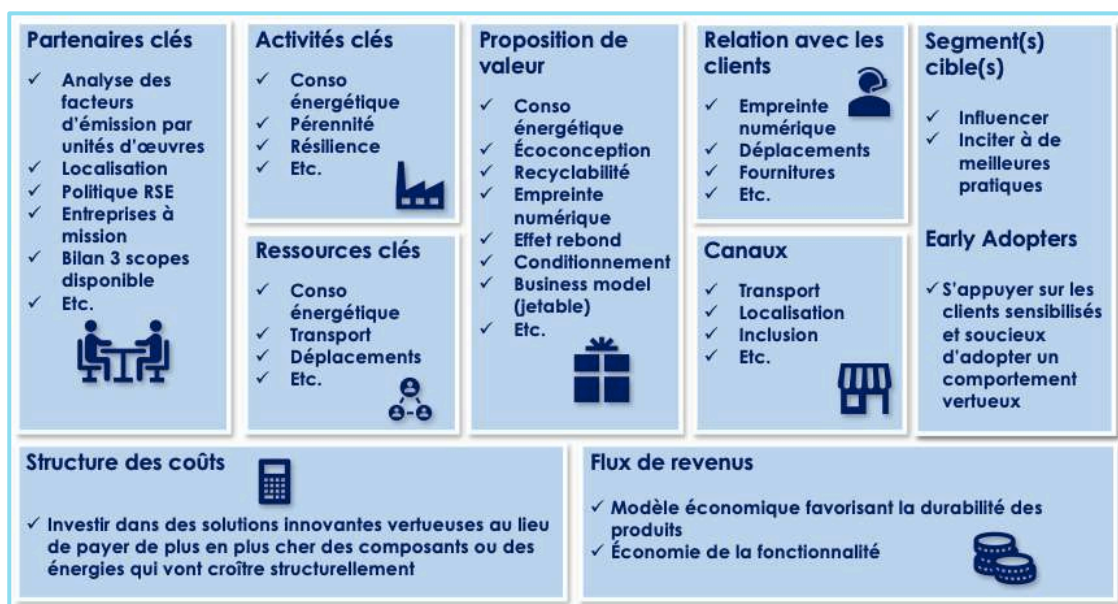 Partenaires clés
✓ Analyse des
facteurs
d'émission par
unités d'œuvres
✓ Localisation
✓ Politique RSE
✓ Entreprises à
mission
✓ Bilan 3 scopes
disponible
✓ Etc.
Activités clés
✓ Conso
énergétique
✓ Pérennité
✓ Résilience
✓ Etc.
Ressources clés
✓ Conso
énergétique
✓ Transport
✓ Déplacements
✓ Etc.
Proposition de
valeur
✓ Conso
énergétique
✓ Écoconception
✓ Recyclabilité
✓ Empreinte
numérique
✓ Effet rebond
✓ Conditionnement
✓ Business model
(jetable)
✓ Etc.
Relation avec les
clients
✓ Empreinte
numérique
✓ Déplacements
✓ Fournitures
✓ Etc.
Canaux
✓ Transport
✓ Localisation
✓ Inclusion
✓ Etc.
Segment(s)
cible(s)
✓ Influencer
✓ Inciter à de
meilleures
pratiques
Early Adopters
✓ S'appuyer sur les
clients sensibilisés
et soucieux
d'adopter un
comportement
vertueux
Structure des coûts
✓ Investir dans des solutions innovantes vertueuses au lieu
de payer de plus en plus cher des composants ou des
énergies qui vont croître structurellement
Flux de revenus
✓ Modèle économique favorisant la durabilité des
produits
✓ Économie de la fonctionnalité